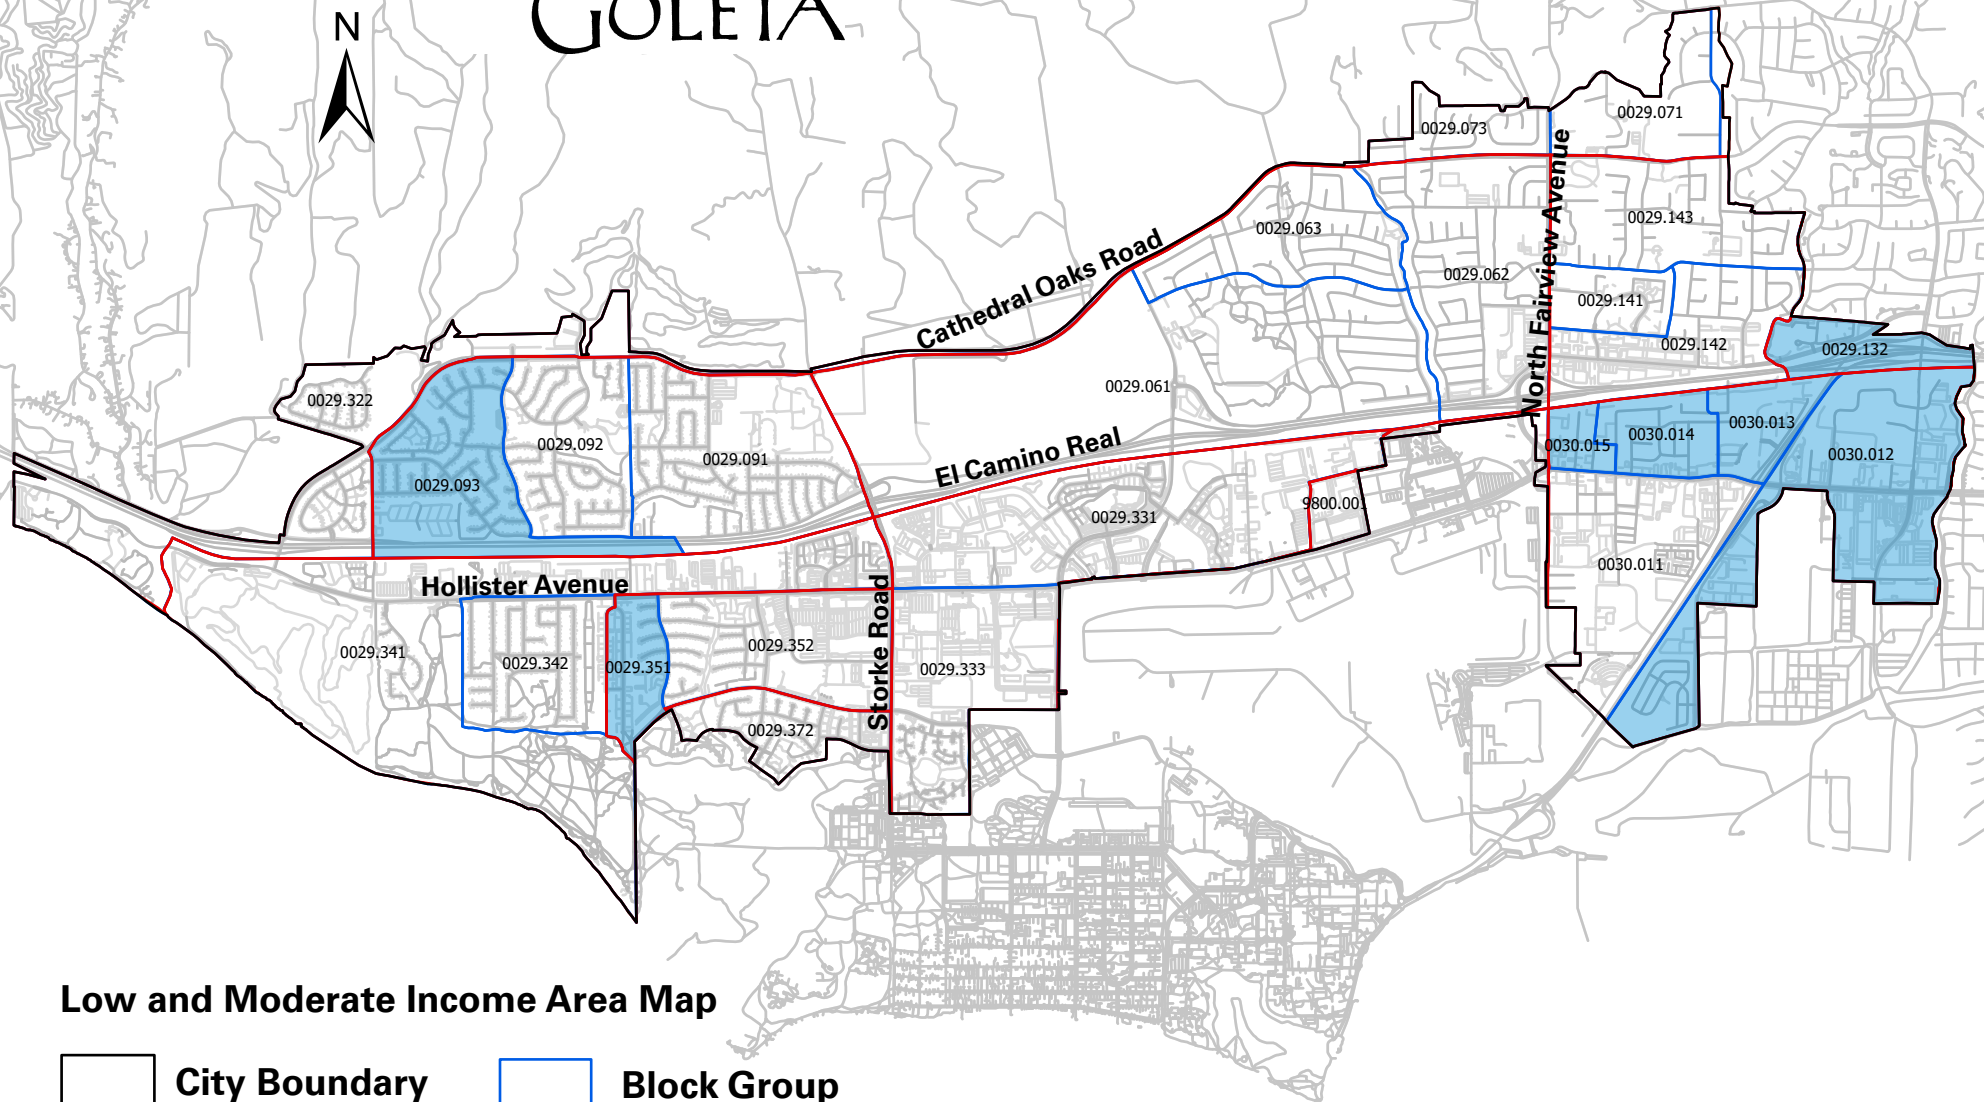 GOLETA
N
0029.073
0029.071
North Fairview Avenue
0029.143
0029.063
Cathedral Oaks Road
0029.062
0029.141
0029.142
0029.132
0029.061
0029.322
0029.092
0029.091
0029.093
El Camino Real
0030.013
0030.014
0030.015
0030.012
9800.001
0029.331
0030.011
Hollister Avenue
Storke Road
0029.341
0029.342
0029.351
0029.352
0029.333
0029.372
Low and Moderate Income Area Map
City Boundary
Block Group